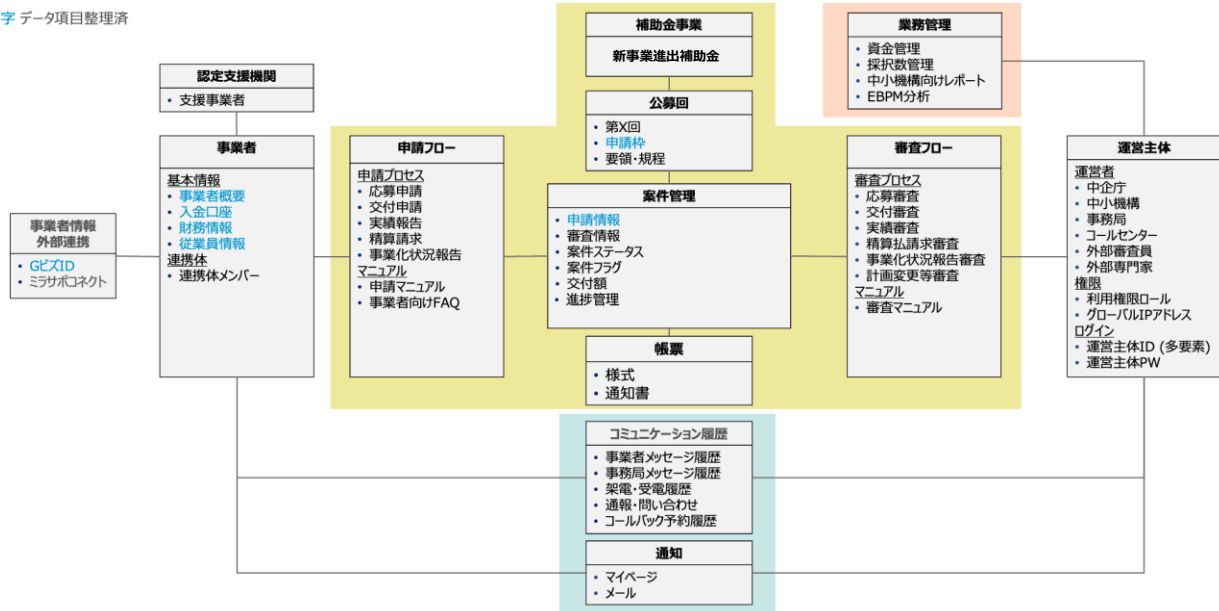 字 データ項目整理済
補助金事業
新事業進出補助金
業務管理
• 資金管理
• 採択数管理
• 中小機構向けレポート
• EBPM分析
認定支援機関
• 支援事業者
公募回
• 第X回
• 申請枠
• 要領・規程
事業者
基本情報
• 事業者概要
• 入金口座
• 財務情報
• 従業員情報
連携体
• 連携体メンバー
申請フロー
申請プロセス
• 応募申請
• 交付申請
• 実績報告
• 精算請求
• 事業化状況報告
マニュアル
• 申請マニュアル
• 事業者向けFAQ
案件管理
• 申請情報
• 審査情報
• 案件ステータス
• 案件フラグ
• 交付額
• 進捗管理
審査フロー
審査プロセス
• 応募審査
• 交付審査
• 実績審査
• 精算払請求審査
• 事業化状況報告審査
• 計画変更等審査
マニュアル
• 審査マニュアル
運営主体
運営者
• 中企庁
• 中小機構
• 事務局
• コールセンター
• 外部審査員
• 外部専門家
権限
• 利用権限ロール
• グローバルIPアドレス
ログイン
• 運営主体ID (多要素)
• 運営主体PW
事業者情報
外部連携
• GビズID
• ミラサポコネクト
帳票
• 様式
• 通知書
コミュニケーション履歴
• 事業者メッセージ履歴
• 事務局メッセージ履歴
• 架電・受電履歴
• 通報・問い合わせ
• コールバック予約履歴
通知
• マイページ
• メール